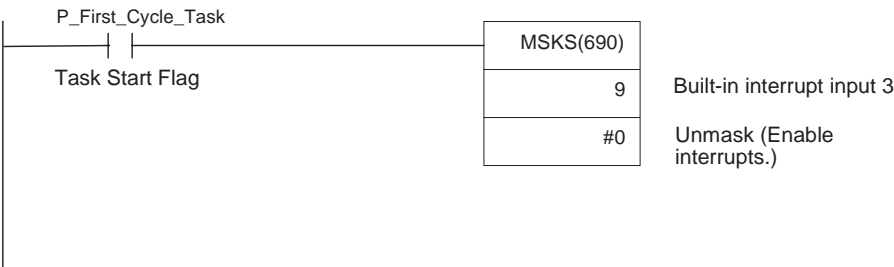 P_First_Cycle_Task
MSKS(690)
Task Start Flag
9
Built-in interrupt input 3
#0
Unmask (Enable
interrupts.)